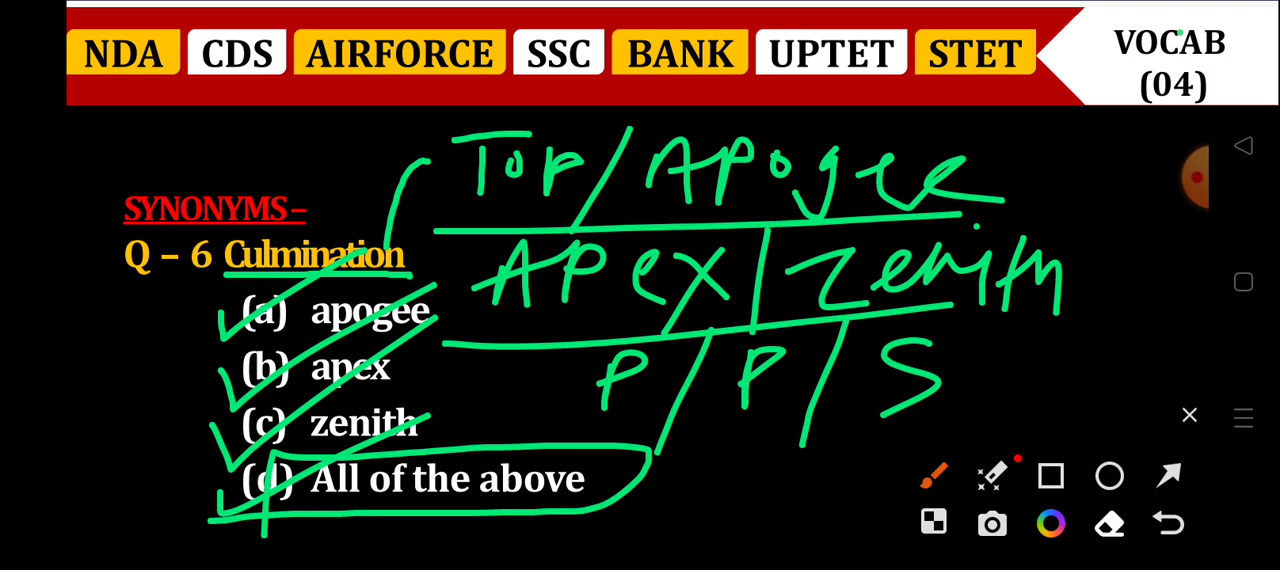 NDA CDS AIRFORCE SSC BANK UPTET STET VOCAB
(04)
TOP/APogee
SYNONYMS –
Q – 6 Culmination
APex/Zenith
(a) apogee
(b) apex
P/P/S
(c) zenith
(d) All of the above